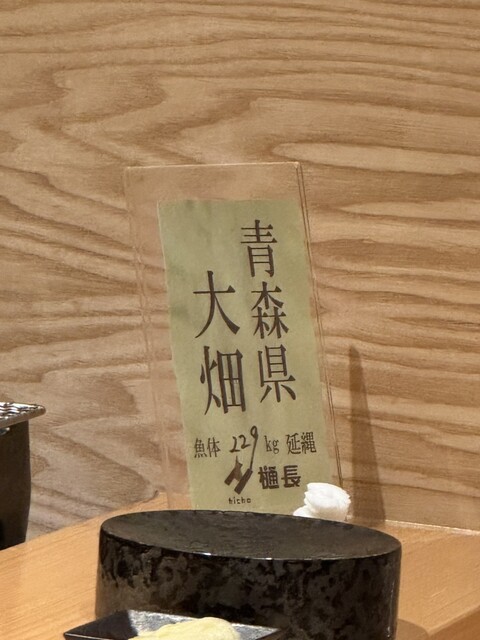 青森県
大畑
魚体 229 kg 延縄
樋長
hicho